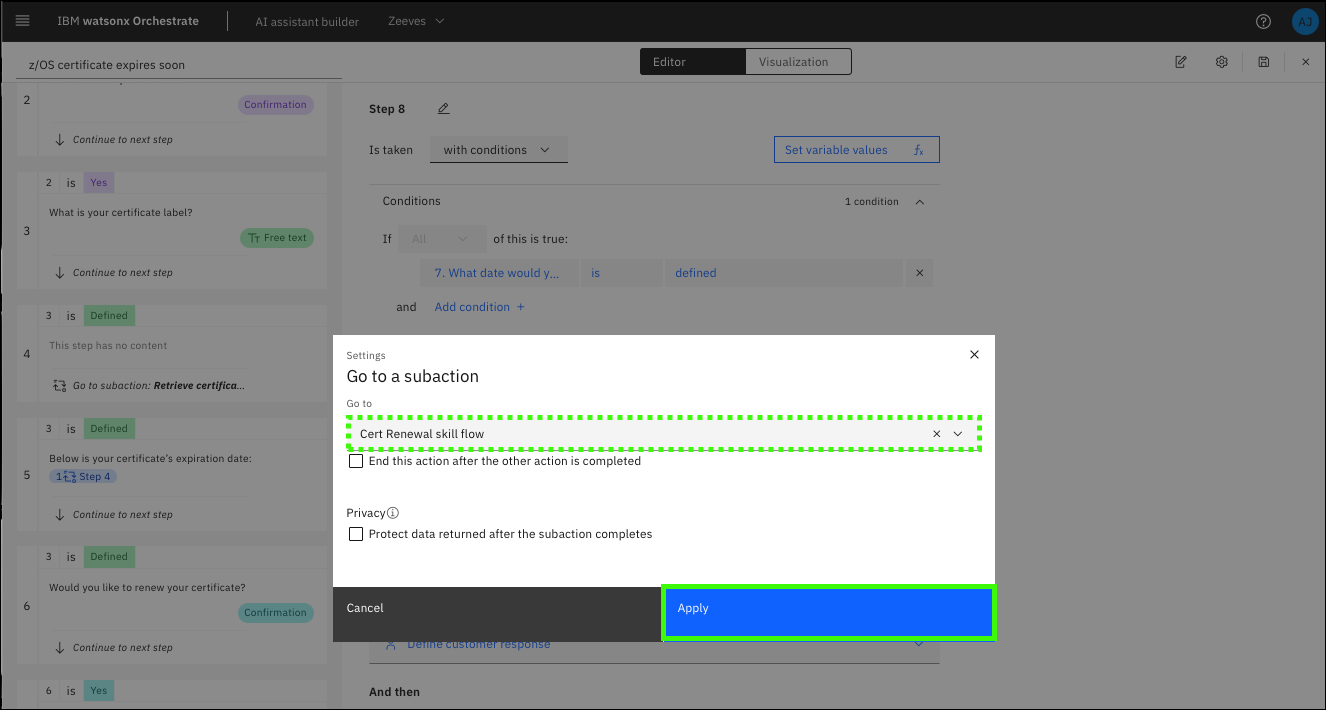 IBM watsonx Orchestrate
AI assistant builder
Zeeves
AJ
z/OS certificate expires soon
Editor
Visualization
2
Confirmation
Continue to next step
2 is Yes
What is your certificate label?
3
Free text
Continue to next step
3 is Defined
This step has no content
4
Go to subaction: Retrieve certifica...
3 is Defined
Below is your certificate's expiration date:
5
1 Step 4
Continue to next step
3 is Defined
Would you like to renew your certificate?
6
Confirmation
Continue to next step
6 is Yes
Step 8
Is taken
with conditions
Set variable values fx
Conditions
1 condition
If All of this is true:
7. What date would y... is defined
and Add condition +
Settings
Go to a subaction
Go to
Cert Renewal skill flow
End this action after the other action is completed
Privacy
Protect data returned after the subaction completes
Cancel
Apply
Define customer response
And then